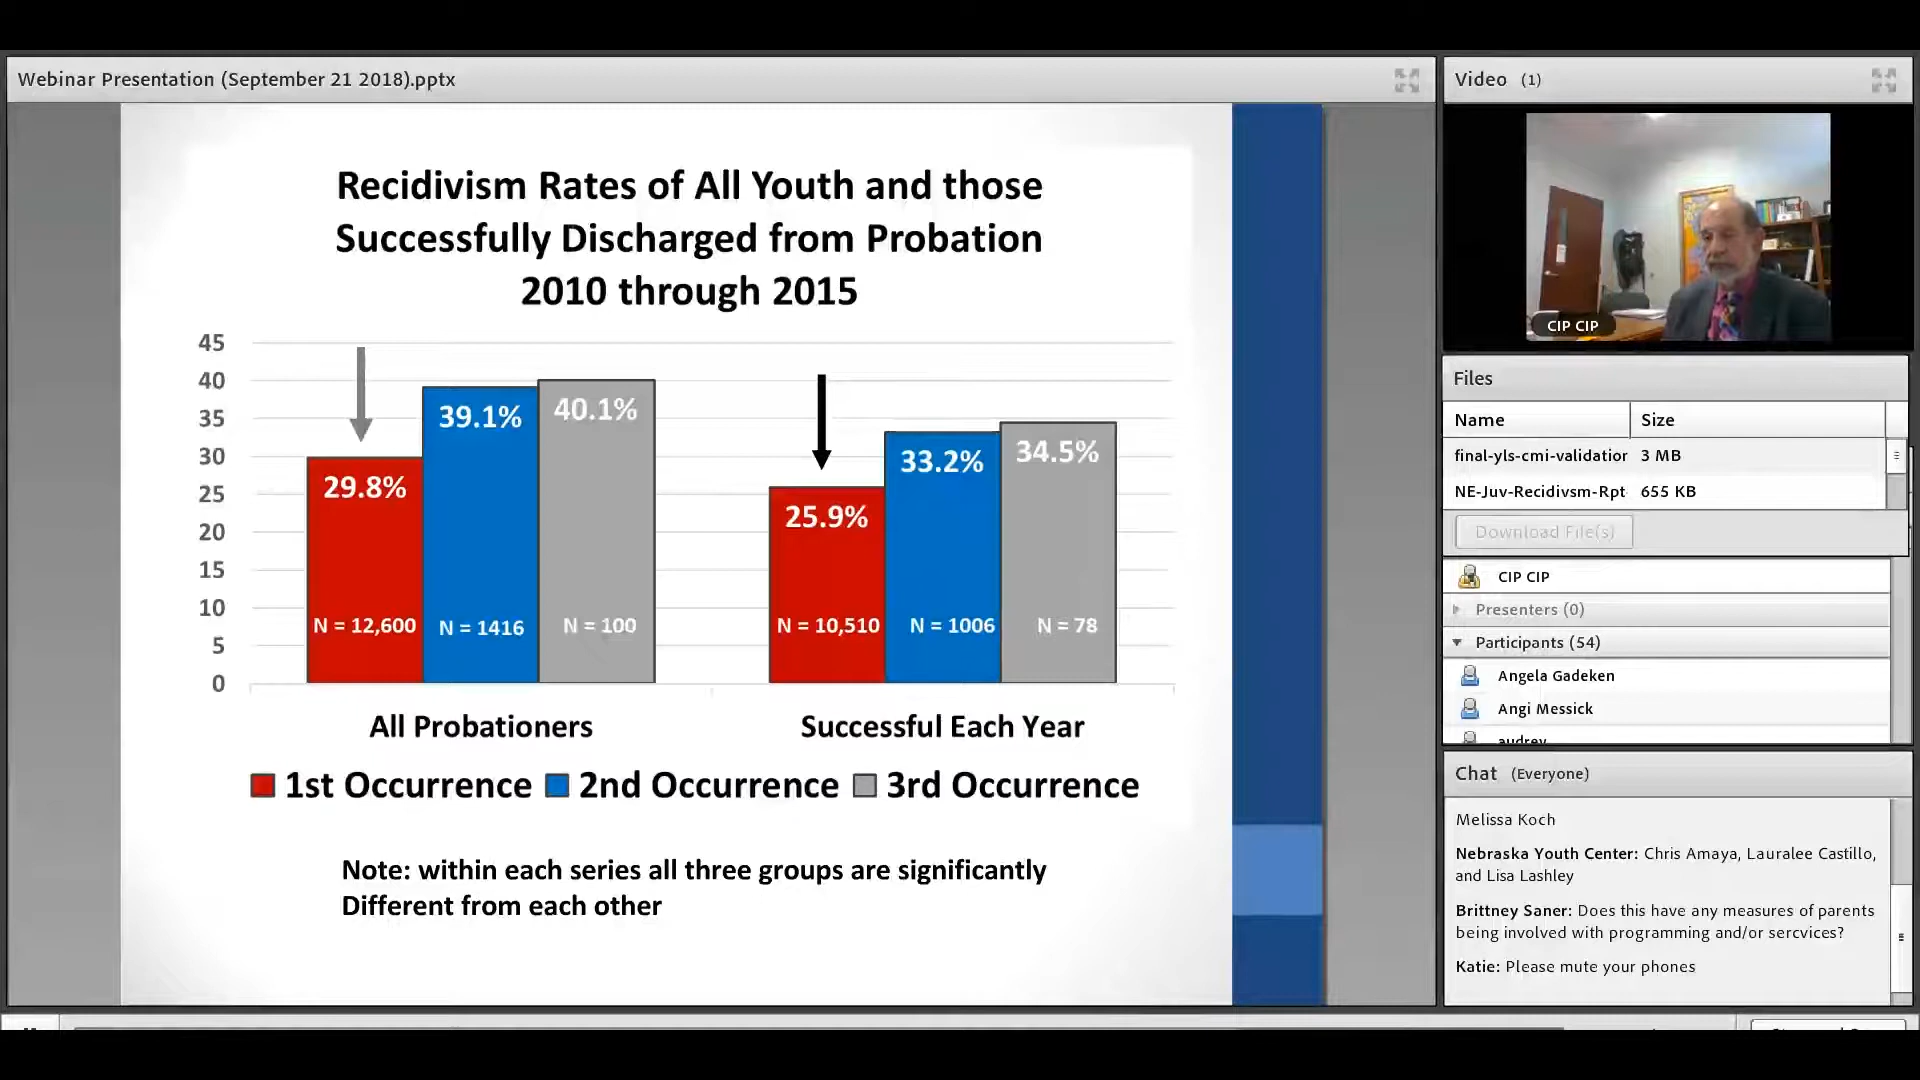 Webinar Presentation (September 21 2018).pptx
Recidivism Rates of All Youth and those
Successfully Discharged from Probation
2010 through 2015
45
40
35
30
25
20
15
10
5
0
29.8%
39.1%
40.1%
25.9%
33.2%
34.5%
N = 12,600
N = 1416
N = 100
N = 10,510
N = 1006
N = 78
All Probationers
Successful Each Year
1st Occurrence 2nd Occurrence 3rd Occurrence
Note: within each series all three groups are significantly
Different from each other
Video (1)
CIP CIP
Files
Name Size
final-yls-cmi-validation 3 MB
NE-Juv-Recidivsm-Rpt 655 KB
Download File(s)
CIP CIP
Presenters (0)
Participants (54)
Angela Gadeken
Angi Messick
audrey
Chat (Everyone)
Melissa Koch
Nebraska Youth Center: Chris Amaya, Lauralee Castillo,
and Lisa Lashley
Brittney Saner: Does this have any measures of parents
being involved with programming and/or sercvices?
Katie: Please mute your phones